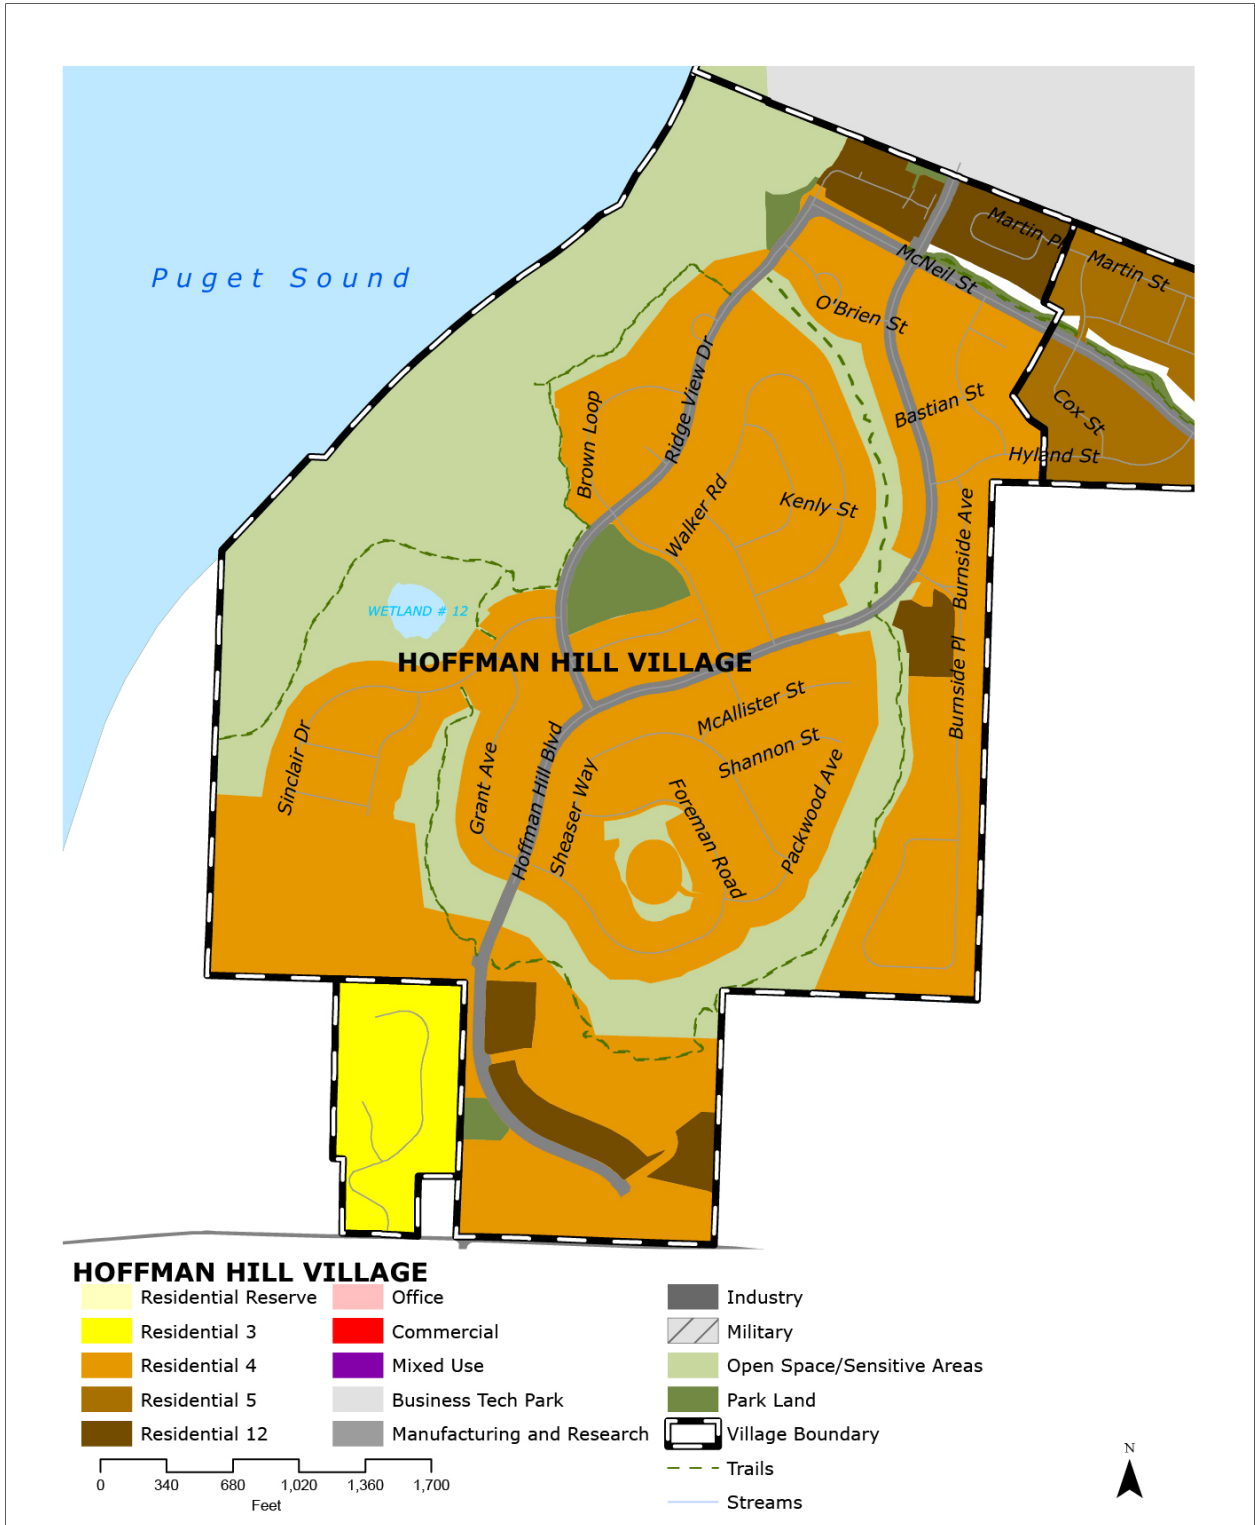 Puget Sound
Martin Pl
Martin St
McNeil St
O'Brien St
Ridge View Dr
Brown Loop
Bastian St
Cox St
Hyland St
Walker Rd
Kenly St
Burnside Ave
WETLAND # 12
HOFFMAN HILL VILLAGE
Burnside Pl
McAllister St
Shannon St
Sinclair Dr
Grant Ave
Hoffman Hill Blvd
Sheaser Way
Foreman Road
Packwood Ave
HOFFMAN HILL VILLAGE
Residential Reserve
Residential 3
Residential 4
Residential 5
Residential 12
Office
Commercial
Mixed Use
Business Tech Park
Manufacturing and Research
Industry
Military
Open Space/Sensitive Areas
Park Land
Village Boundary
Trails
Streams
0 340 680 1,020 1,360 1,700
Feet
N